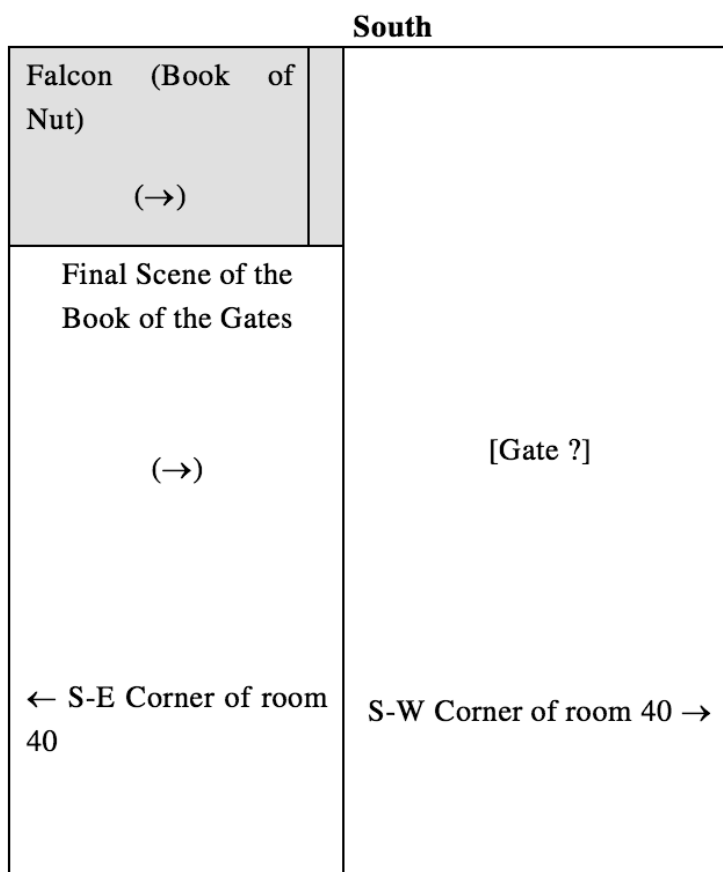 South
Falcon (Book of
Nut)
(→)
Final Scene of the
Book of the Gates
(→)
[Gate ?]
← S-E Corner of room
40
S-W Corner of room 40 →